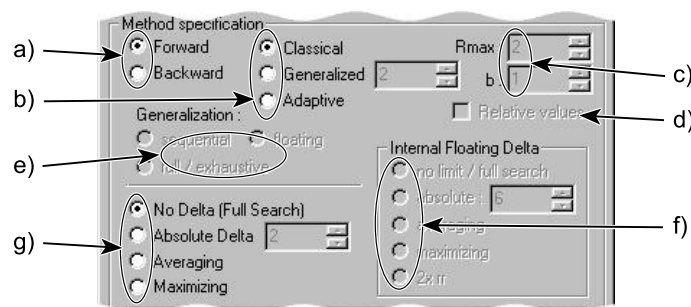 Method specification
a)
Forward
Backward
b)
Classical
Generalized 2
Adaptive
Rmax 2
b 1
c)
Relative values
d)
Generalization :
sequential floating
full / exhaustive
e)
Internal Floating Delta
no limit / full search
absolute : 6
averaging
maximizing
f)
g)
No Delta (Full Search)
Absolute Delta 2
Averaging
Maximizing